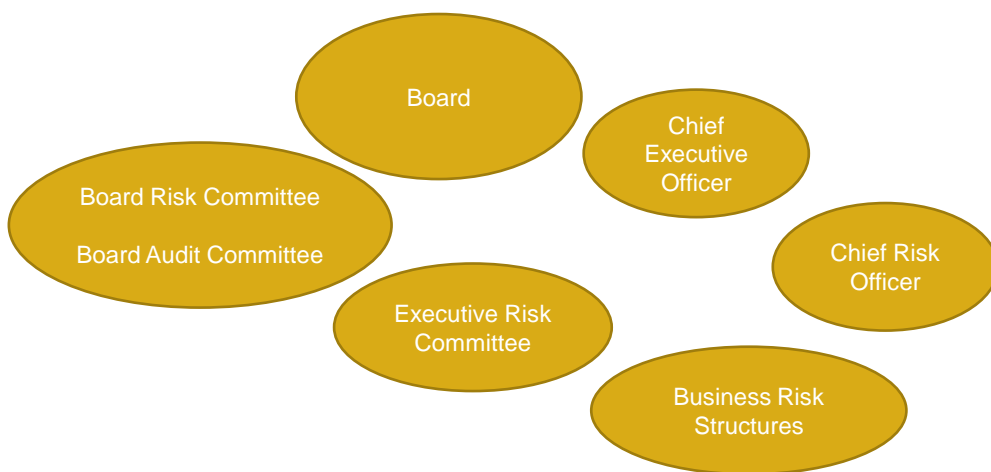 Board
Chief
Executive
Officer
Board Risk Committee
Board Audit Committee
Chief Risk
Officer
Executive Risk
Committee
Business Risk
Structures